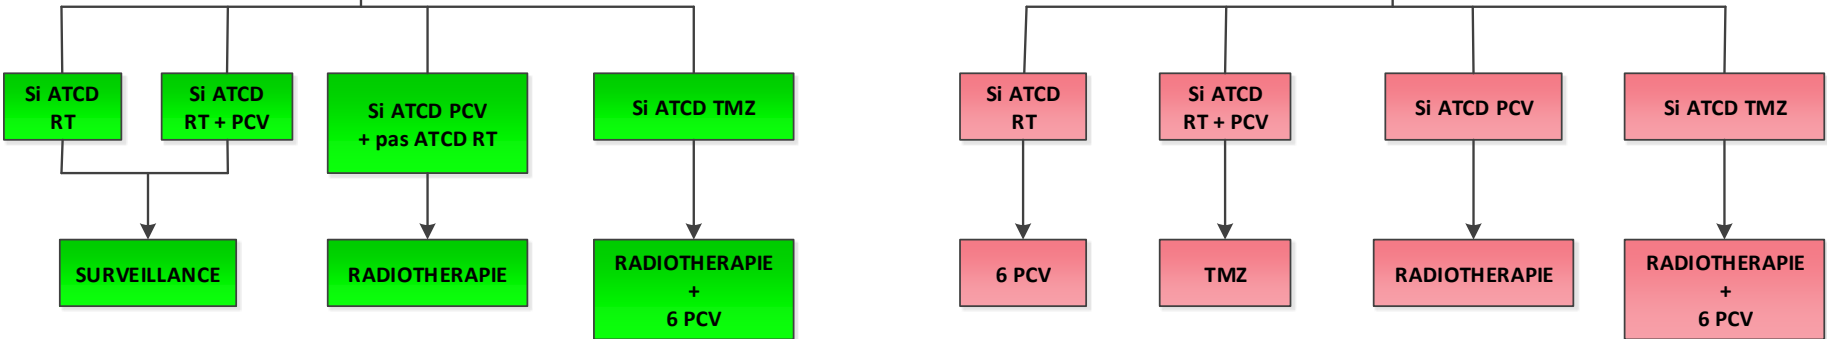 Si ATCD
RT
Si ATCD
RT + PCV
Si ATCD PCV
+ pas ATCD RT
Si ATCD TMZ
SURVEILLANCE
RADIOTHERAPIE
RADIOTHERAPIE
+
6 PCV
Si ATCD
RT
Si ATCD
RT + PCV
Si ATCD PCV
Si ATCD TMZ
6 PCV
TMZ
RADIOTHERAPIE
RADIOTHERAPIE
+
6 PCV